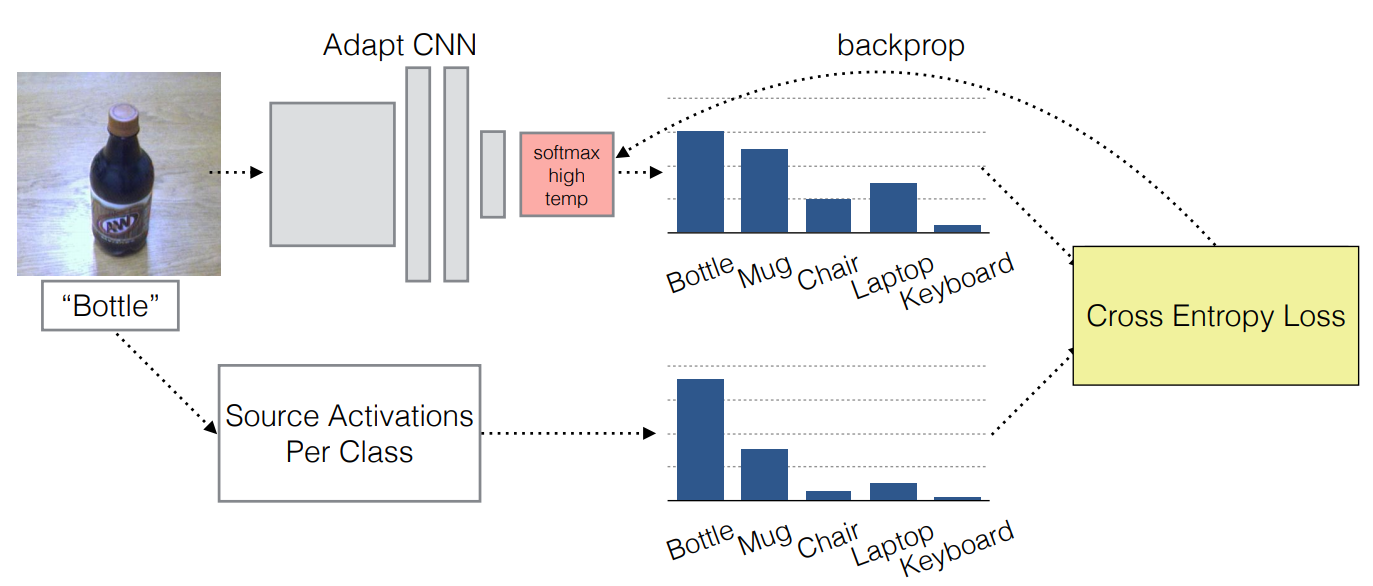 Adapt CNN
backprop
softmax
high
temp
A&W
"Bottle"
Bottle
Mug
Chair
Laptop
Keyboard
Cross Entropy Loss
Source Activations
Per Class
Bottle
Mug
Chair
Laptop
Keyboard